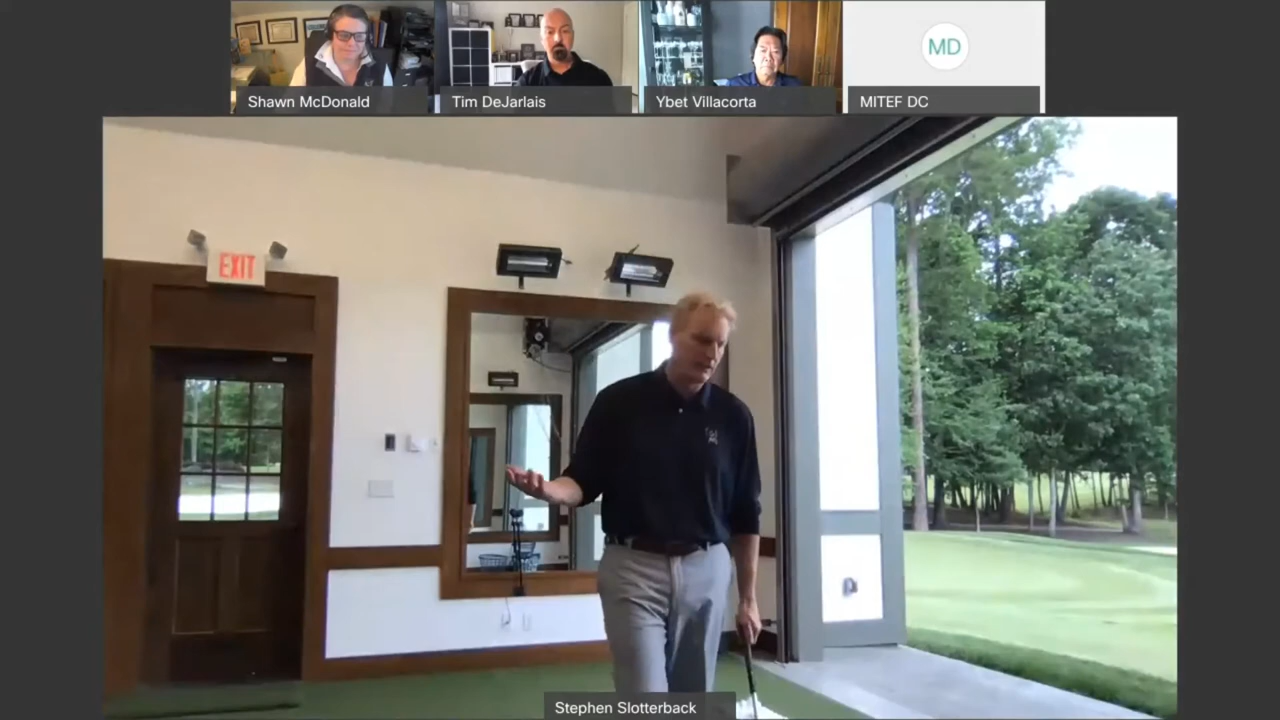 Shawn McDonald
Tim DeJarlais
Ybet Villacorta
MD
MITEF DC
EXIT
Stephen Slotterback